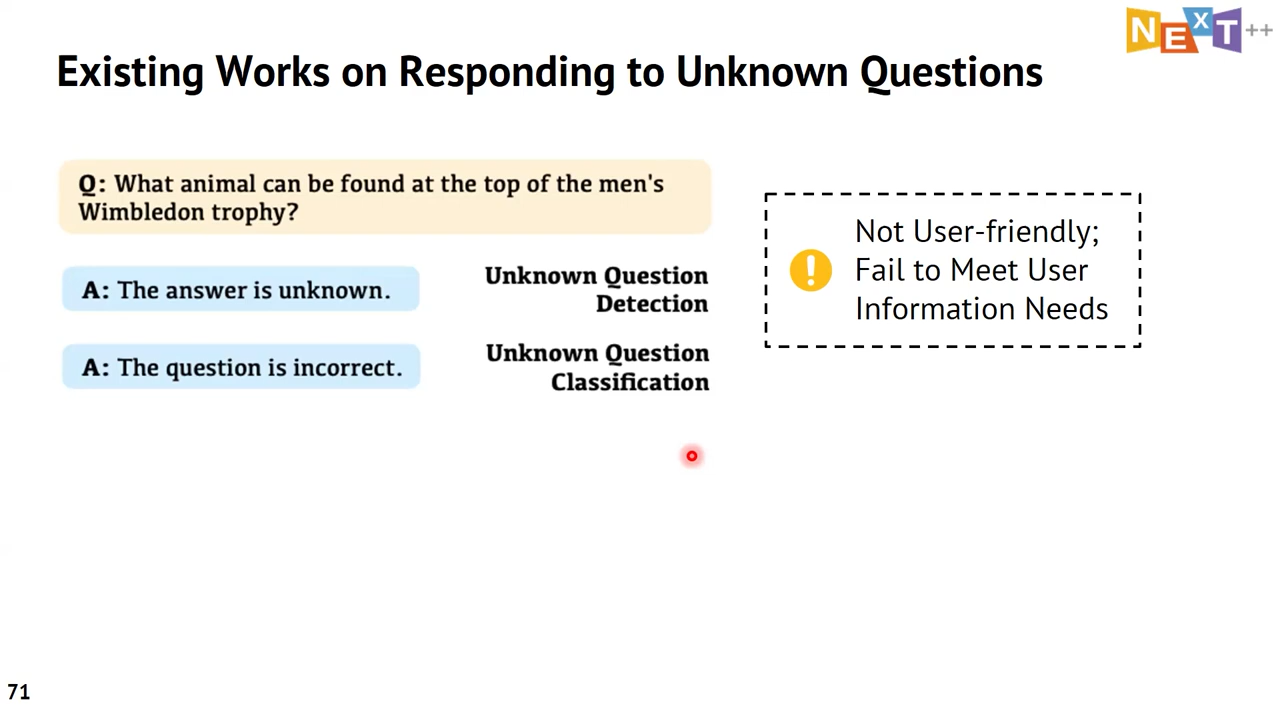 NExT++
Existing Works on Responding to Unknown Questions
Q: What animal can be found at the top of the men's
Wimbledon trophy?
A: The answer is unknown.
Unknown Question
Detection
A: The question is incorrect.
Unknown Question
Classification
Not User-friendly;
Fail to Meet User
Information Needs
71